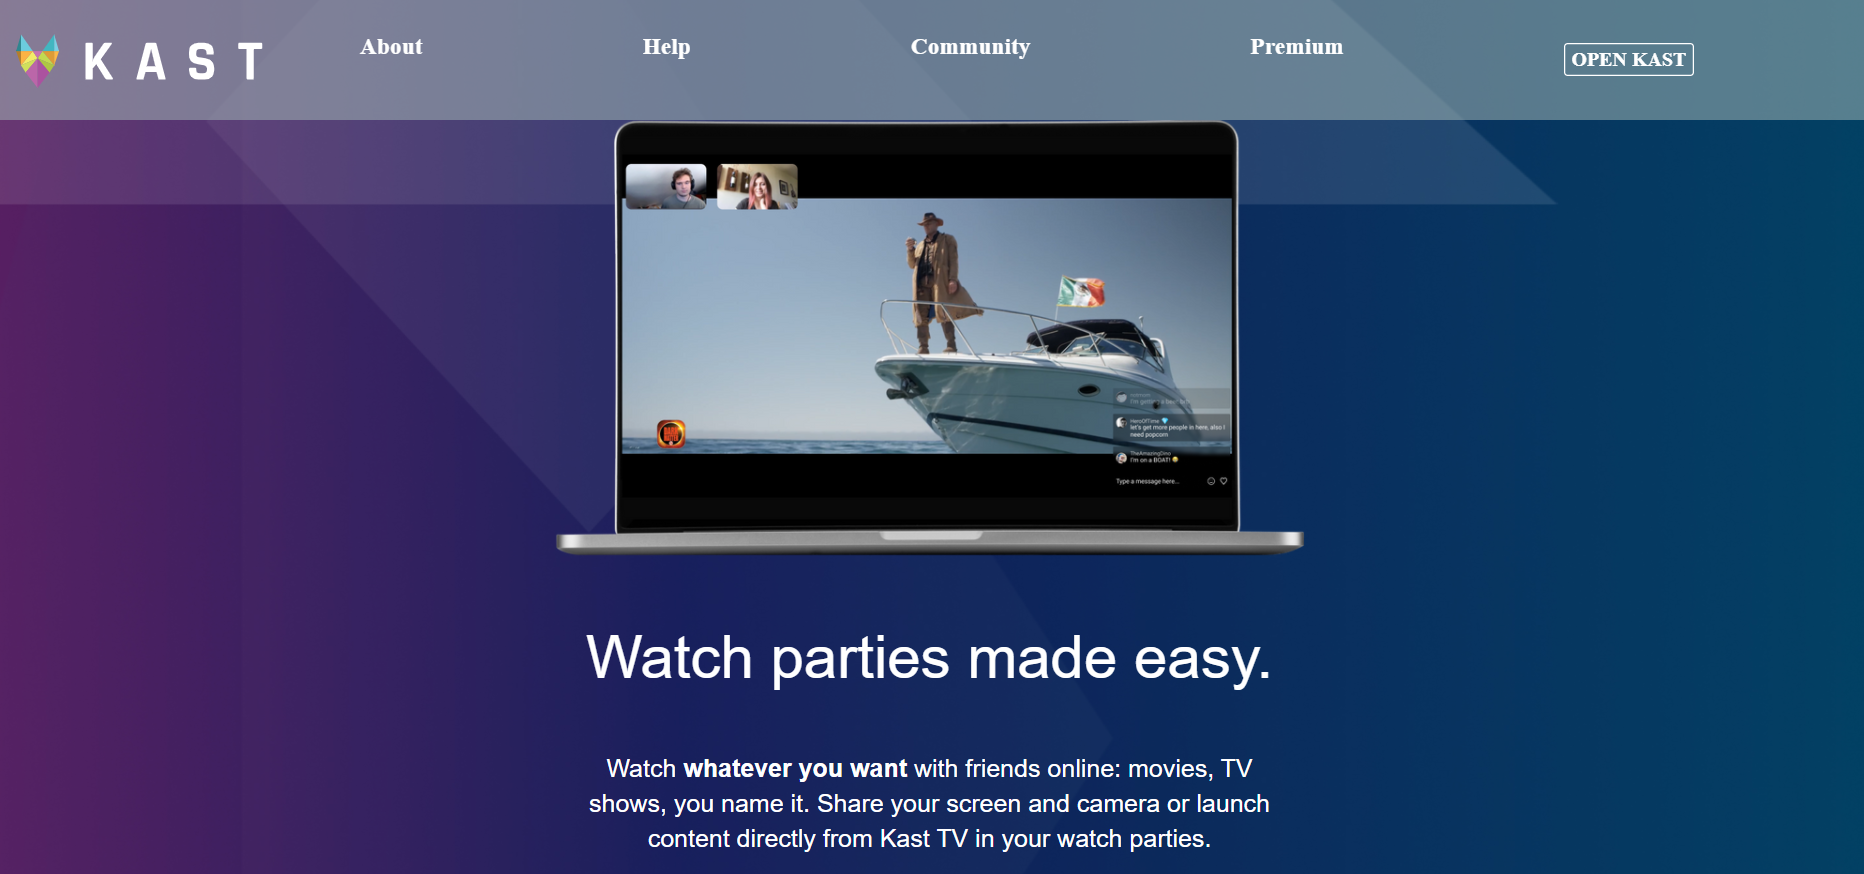 KAST
About
Help
Community
Premium
OPEN KAST
HeroOfTime
let's get more people in here, also I
need popcorn
TheAmazingDino
I'm on a BOAT!
Type a message here...
Watch parties made easy.
Watch whatever you want with friends online: movies, TV
shows, you name it. Share your screen and camera or launch
content directly from Kast TV in your watch parties.